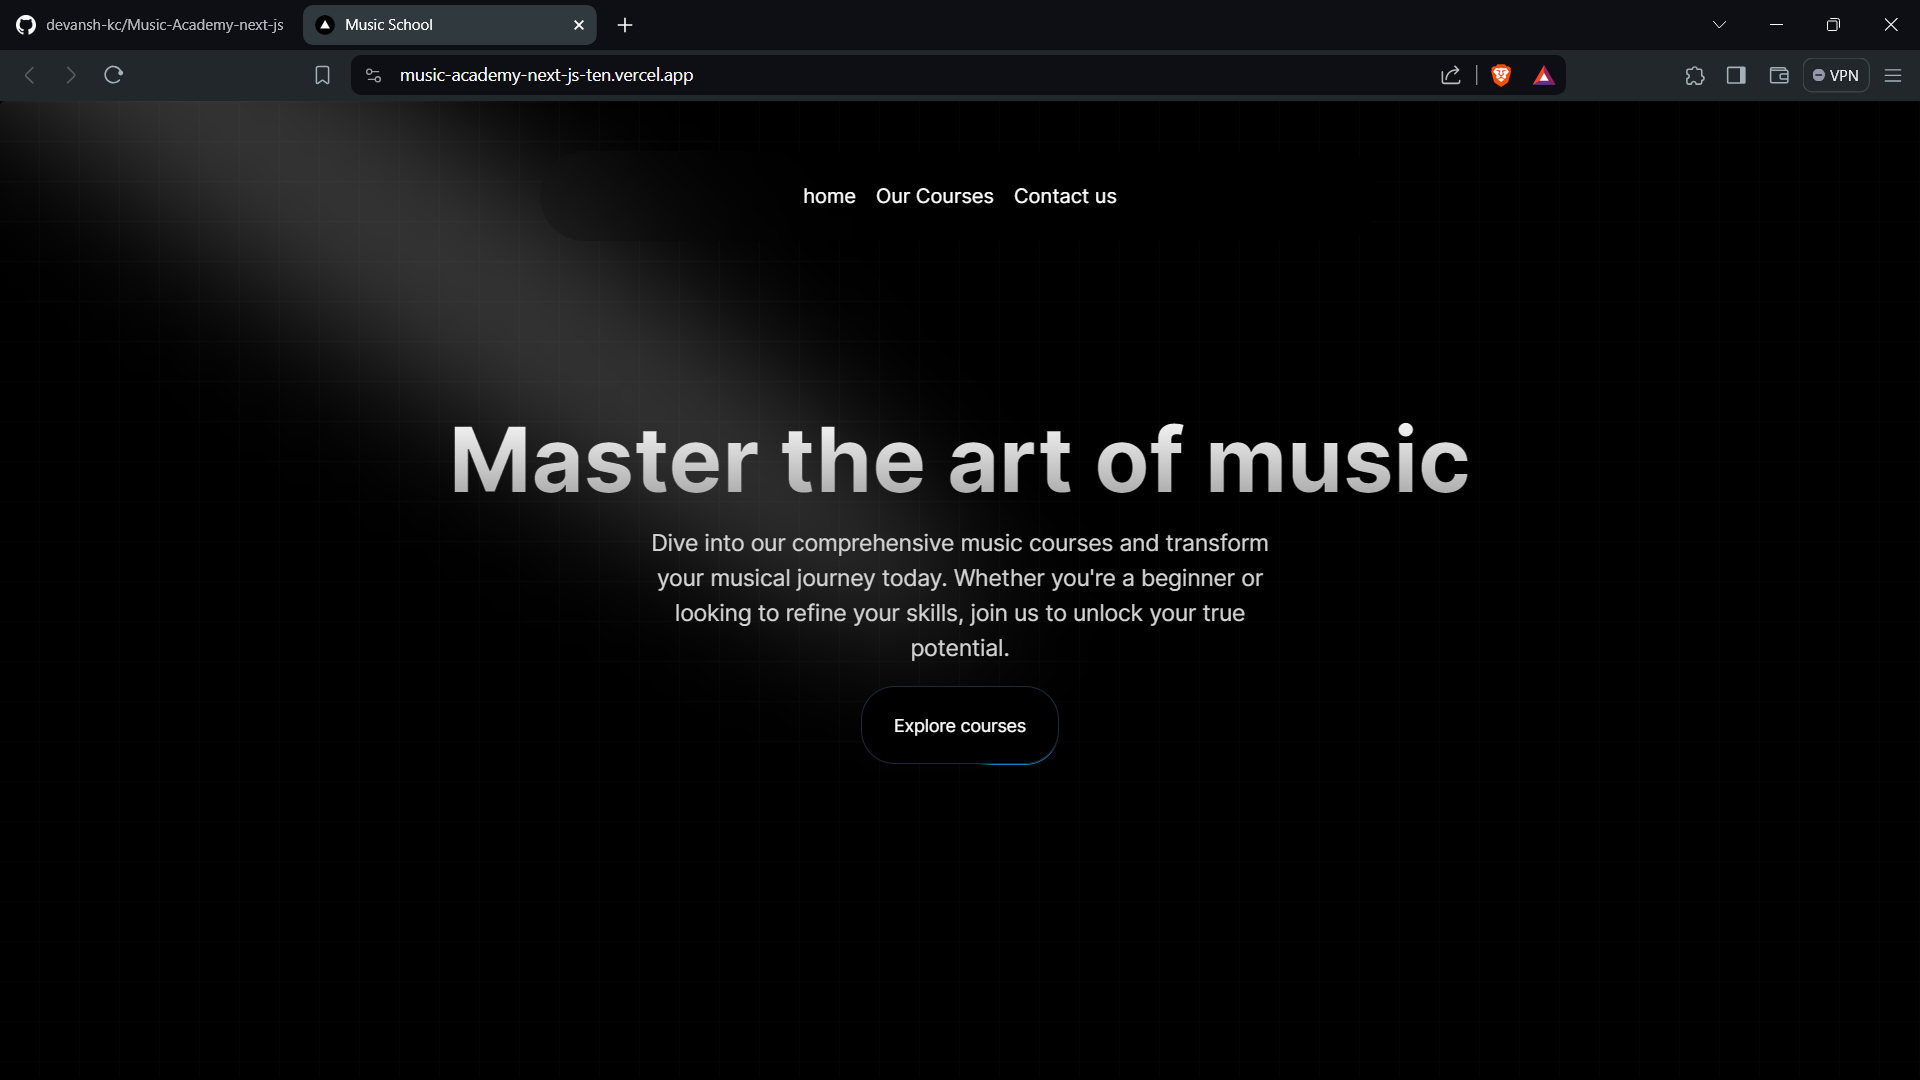 devansh-kc/Music-Academy-next-js
Music School
music-academy-next-js-ten.vercel.app
VPN
home Our Courses Contact us
Master the art of music
Dive into our comprehensive music courses and transform
your musical journey today. Whether you're a beginner or
looking to refine your skills, join us to unlock your true
potential.
Explore courses